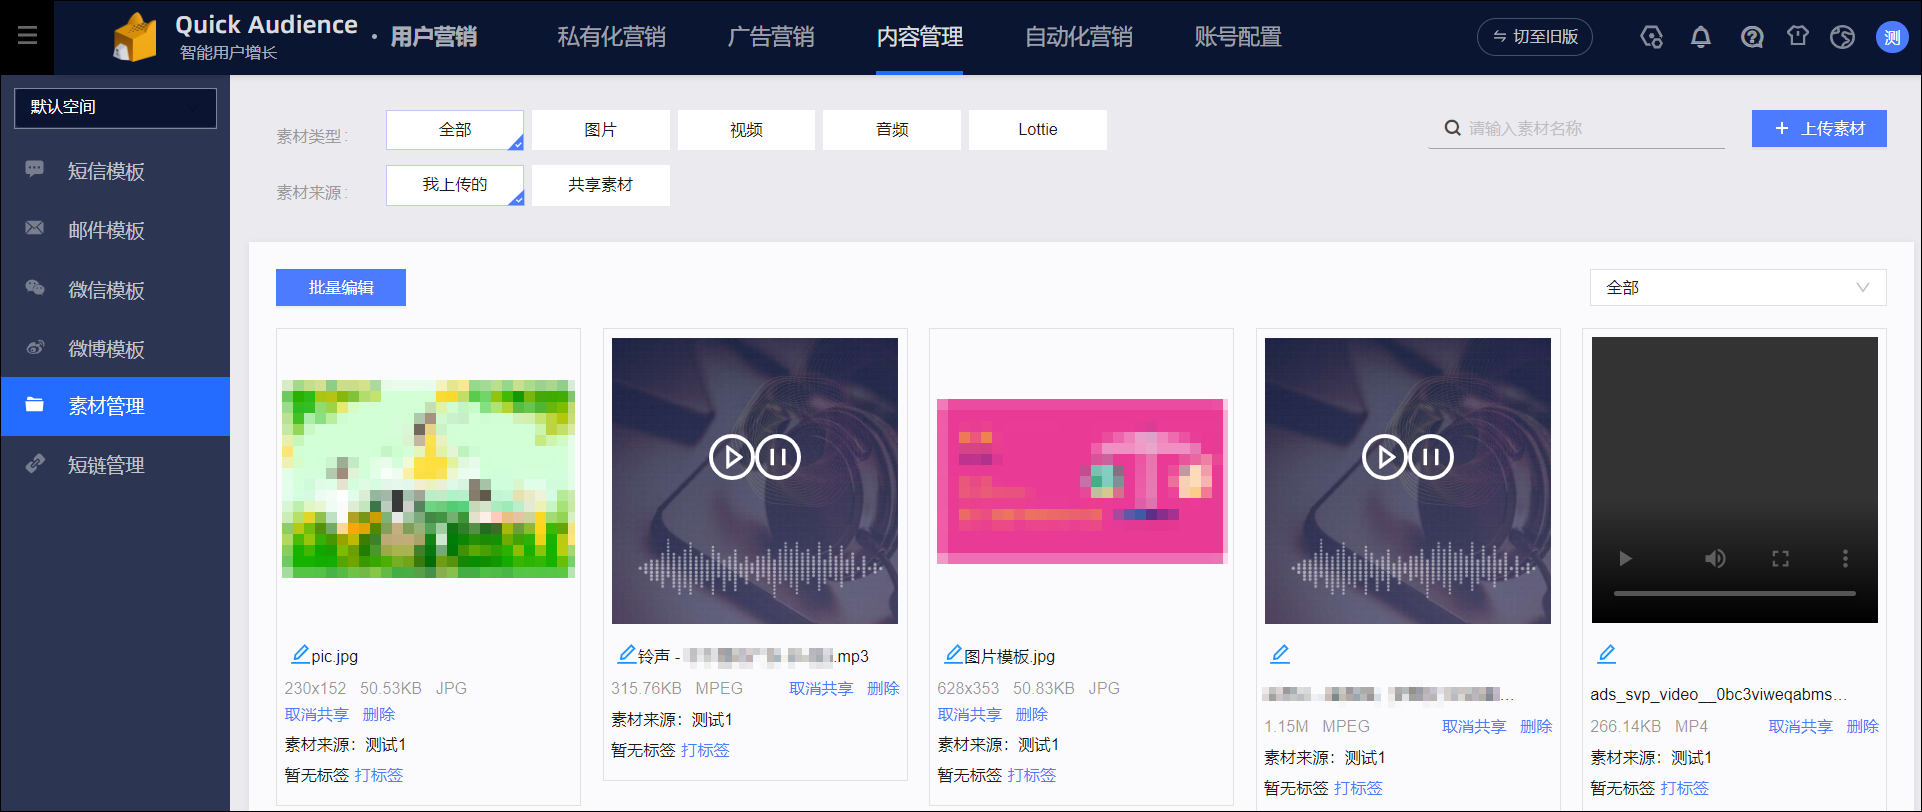 Quick Audience
智能用户增长
· 用户营销
私有化营销
广告营销
内容管理
自动化营销
账号配置
切至旧版
测
默认空间
短信模板
邮件模板
微信模板
微博模板
素材管理
短链管理
素材类型:
全部
图片
视频
音频
Lottie
请输入素材名称
+ 上传素材
素材来源:
我上传的
共享素材
批量编辑
全部
pic.jpg
230x152 50.53KB JPG
取消共享 删除
素材来源：测试1
暂无标签 打标签
铃声 - .mp3
315.76KB MPEG 取消共享 删除
素材来源：测试1
暂无标签 打标签
图片模板.jpg
628x353 50.83KB JPG
取消共享 删除
素材来源：测试1
暂无标签 打标签
...
1.15M MPEG 取消共享 删除
素材来源：测试1
暂无标签 打标签
ads_svp_video__0bc3viweqabms...
266.14KB MP4 取消共享 删除
素材来源：测试1
暂无标签 打标签